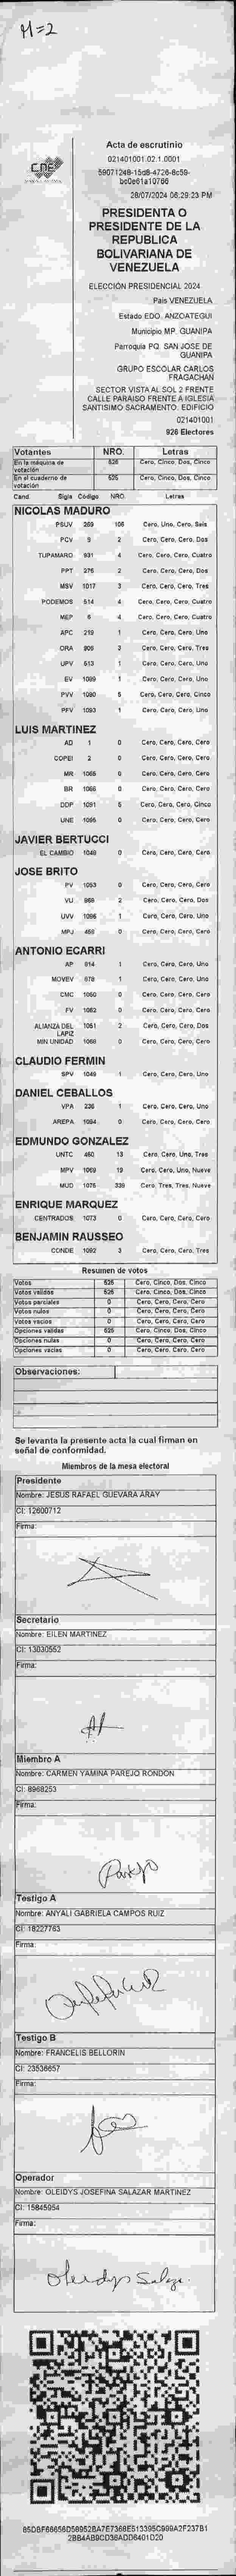 M=2
CNE
Acta de escrutinio
021401001.02.1.0001
28/07/2024 06:29:23 PM
PRESIDENTA O
PRESIDENTE DE LA
REPUBLICA
BOLIVARIANA DE
VENEZUELA
ELECCIÓN PRESIDENCIAL 2024
Pais VENEZUELA
Estado EDO. ANZOATEGUI
Municipio MP. GUANIPA
Parroquia PQ. SAN JOSE DE
GUANIPA
GRUPO ESCOLAR CARLOS
FRAGACHAN
SECTOR VISTA AL SOL 2 FRENTE
CALLE PARAISO FRENTE A IGLESIA
SANTISIMO SACRAMENTO. EDIFICIO
021401001
926 Electores
Votantes NRO. Letras
En la máquina de votación 525 Cero, Cinco, Dos, Cinco
En el cuaderno de votación 525 Cero, Cinco, Dos, Cinco
Cand. Sigla Código NRO. Letras
NICOLAS MADURO
PSUV 269 106 Cero, Uno, Cero, Seis
PCV 9 2 Cero, Cero, Cero, Dos
TUPAMARO 931 4 Cero, Cero, Cero, Cuatro
PPT 275 2 Cero, Cero, Cero, Dos
MSV 1017 3 Cero, Cero, Cero, Tres
PODEMOS 514 4 Cero, Cero, Cero, Cuatro
MEP 6 4 Cero, Cero, Cero, Cuatro
APC 219 1 Cero, Cero, Cero, Uno
ORA 909 3 Cero, Cero, Cero, Tres
UPV 613 1 Cero, Cero, Cero, Uno
EV 1099 1 Cero, Cero, Cero, Uno
PVV 1090 5 Cero, Cero, Cero, Cinco
PFV 1093 1 Cero, Cero, Cero, Uno
LUIS MARTINEZ
AD 1 0 Cero, Cero, Cero, Cero
COPEI 2 0 Cero, Cero, Cero, Cero
MR 1065 0 Cero, Cero, Cero, Cero
BR 1066 0 Cero, Cero, Cero, Cero
DDP 1091 5 Cero, Cero, Cero, Cinco
UNE 1095 0 Cero, Cero, Cero, Cero
JAVIER BERTUCCI
EL CAMBIO 1048 0 Cero, Cero, Cero, Cero
JOSE BRITO
PV 1053 0 Cero, Cero, Cero, Cero
VU 868 2 Cero, Cero, Cero, Dos
UVV 1096 1 Cero, Cero, Cero, Uno
MPJ 459 0 Cero, Cero, Cero, Cero
ANTONIO ECARRI
AP 914 1 Cero, Cero, Cero, Uno
MOVEV 678 1 Cero, Cero, Cero, Uno
CMC 1050 0 Cero, Cero, Cero, Cero
FV 1062 0 Cero, Cero, Cero, Cero
ALIANZA DEL LAPIZ 1051 2 Cero, Cero, Cero, Dos
MIN UNIDAD 1068 0 Cero, Cero, Cero, Cero
CLAUDIO FERMIN
SPV 1049 1 Cero, Cero, Cero, Uno
DANIEL CEBALLOS
VPA 236 1 Cero, Cero, Cero, Uno
AREPA 1094 0 Cero, Cero, Cero, Cero
EDMUNDO GONZALEZ
UNTC 460 13 Cero, Cero, Uno, Tres
MPV 1069 19 Cero, Cero, Uno, Nueve
MUD 1075 339 Cero, Tres, Tres, Nueve
ENRIQUE MARQUEZ
CENTRADOS 1073 0 Cero, Cero, Cero, Cero
BENJAMIN RAUSSEO
CONDE 1092 3 Cero, Cero, Cero, Tres
Resumen de votos
Votos 525 Cero, Cinco, Dos, Cinco
Votos validos 525 Cero, Cinco, Dos, Cinco
Votos parciales 0 Cero, Cero, Cero, Cero
Votos nulos 0 Cero, Cero, Cero, Cero
Votos vacios 0 Cero, Cero, Cero, Cero
Opciones validas 525 Cero, Cinco, Dos, Cinco
Opciones nulas 0 Cero, Cero, Cero, Cero
Opciones vacias 0 Cero, Cero, Cero, Cero
Observaciones:
Se levanta la presente acta la cual firman en
señal de conformidad.
Miembros de la mesa electoral
Presidente
Nombre: JESUS RAFAEL GUEVARA ARAY
CI: 12600712
Firma:
Secretario
Nombre: EILEN MARTINEZ
CI: 13030552
Firma:
Miembro A
Nombre: CARMEN YAMINA PAREJO RONDON
CI: 8968253
Firma:
Parejo
Testigo A
Nombre: ANYALI GABRIELA CAMPOS RUIZ
CI: 18227763
Firma:
Testigo B
Nombre: FRANCELIS BELLORIN
CI: 23536657
Firma:
Operador
Nombre: OLEIDYS JOSEFINA SALAZAR MARTINEZ
CI: 15845954
Firma:
Oleidys Salaza